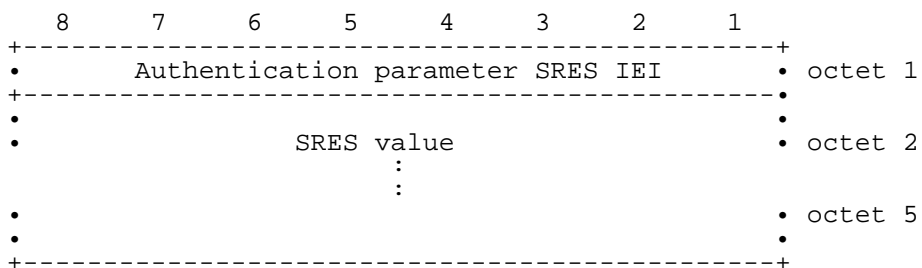 8 7 6 5 4 3 2 1
+-----------------------------------------------+
• Authentication parameter SRES IEI • octet 1
+-----------------------------------------------•
• •
• SRES value • octet 2
:
:
• • octet 5
• •
+-----------------------------------------------+